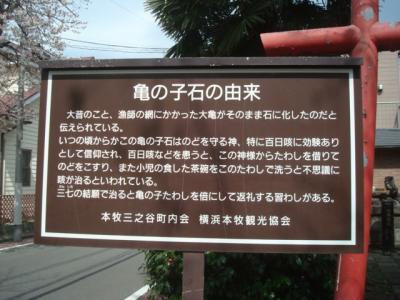 亀の子石の由来
大昔のこと、漁師の網にかかった大亀がそのまま石に化したのだと
伝えられている。
いつの頃からかこの亀の子石はのどを守る神、特に百日咳に効験あり
として信仰され、百日咳などを患うと、この神様からたわしを借りて
のどをこすり、また小児の食した茶碗をこのたわしで洗うと不思議に
咳が治るといわれている。
三七の結願で治ると亀の子たわしを倍にして返礼する習わしがある。
本牧三之谷町内会 横浜本牧観光協会